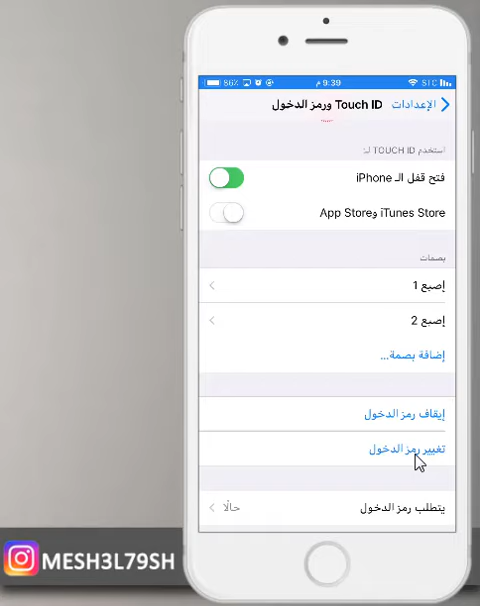 STC 9:39 م 86%
الإعدادات Touch ID ورمز الدخول
استخدم TOUCH ID لـ:
فتح قفل الـ iPhone
iTunes Store وApp Store
بصمات
إصبع 1
إصبع 2
إضافة بصمة...
إيقاف رمز الدخول
تغيير رمز الدخول
يتطلب رمز الدخول حالًا
MESH3L79SH